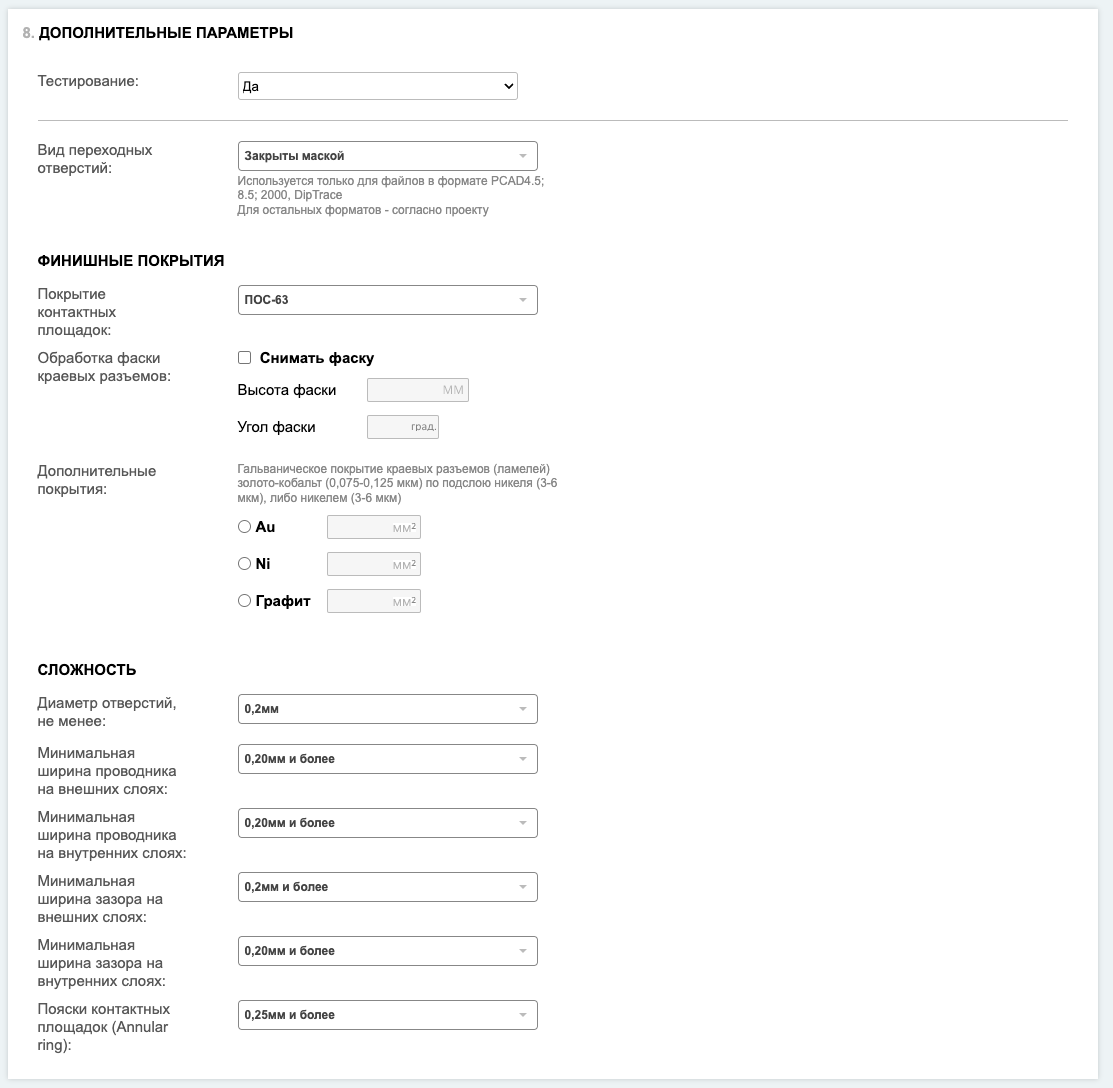 8. ДОПОЛНИТЕЛЬНЫЕ ПАРАМЕТРЫ
Тестирование:
Да
Вид переходных
отверстий:
Закрыты маской
Используется только для файлов в формате PCAD4.5;
8.5; 2000, DipTrace
Для остальных форматов - согласно проекту
ФИНИШНЫЕ ПОКРЫТИЯ
Покрытие
контактных
площадок:
ПОС-63
Обработка фаски
краевых разъемов:
Снимать фаску
Высота фаски
мм
Угол фаски
град.
Дополнительные
покрытия:
Гальваническое покрытие краевых разъемов (ламелей)
золото-кобальт (0,075-0,125 мкм) по подслою никеля (3-6
мкм), либо никелем (3-6 мкм)
Au
мм²
Ni
мм²
Графит
мм²
СЛОЖНОСТЬ
Диаметр отверстий,
не менее:
0,2мм
Минимальная
ширина проводника
на внешних слоях:
0,20мм и более
Минимальная
ширина проводника
на внутренних слоях:
0,20мм и более
Минимальная
ширина зазора на
внешних слоях:
0,2мм и более
Минимальная
ширина зазора на
внутренних слоях:
0,20мм и более
Пояски контактных
площадок (Annular
ring):
0,25мм и более